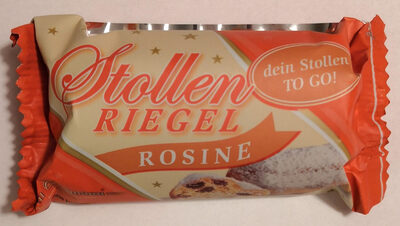 Stollen
RIEGEL
ROSINE
dein Stollen
TO GO!